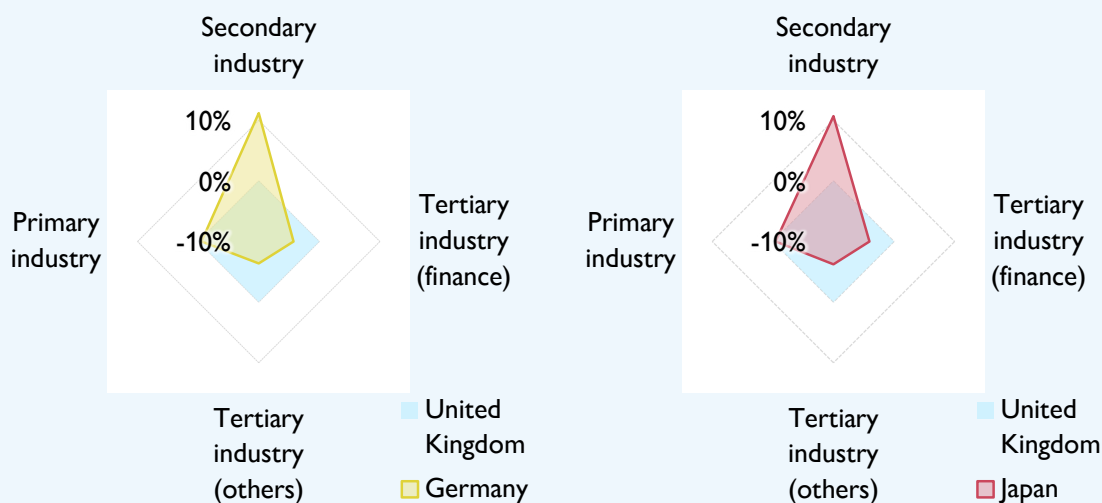 Secondary
industry
10%
0%
-10%
Primary
industry
Tertiary
industry
(finance)
Tertiary
industry
(others)
United
Kingdom
Germany
Secondary
industry
10%
0%
-10%
Primary
industry
Tertiary
industry
(finance)
Tertiary
industry
(others)
United
Kingdom
Japan